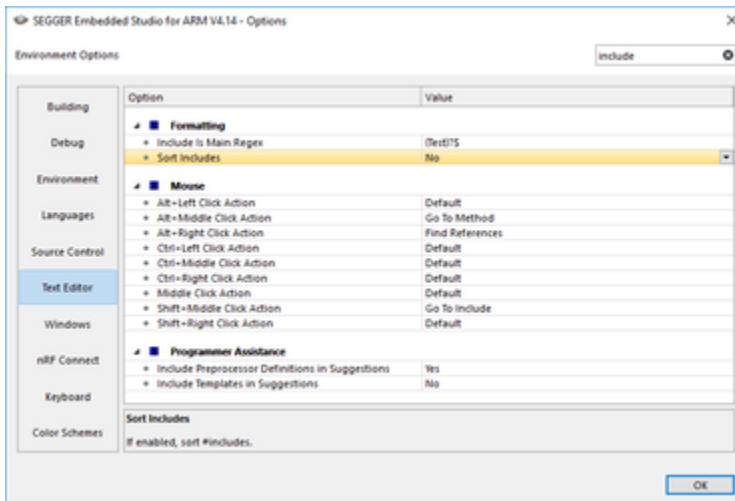 SEGGER Embedded Studio for ARM V4.14 - Options
Environment Options
include
Building
Debug
Environment
Languages
Source Control
Text Editor
Windows
nRF Connect
Keyboard
Color Schemes
Option Value
Formatting
Include Is Main Regex (Test)?$
Sort Includes No
Mouse
Alt+Left Click Action Default
Alt+Middle Click Action Go To Method
Alt+Right Click Action Find References
Ctrl+Left Click Action Default
Ctrl+Middle Click Action Default
Ctrl+Right Click Action Default
Middle Click Action Default
Shift+Middle Click Action Go To Include
Shift+Right Click Action Default
Programmer Assistance
Include Preprocessor Definitions in Suggestions Yes
Include Templates in Suggestions No
Sort Includes
If enabled, sort #includes.
OK